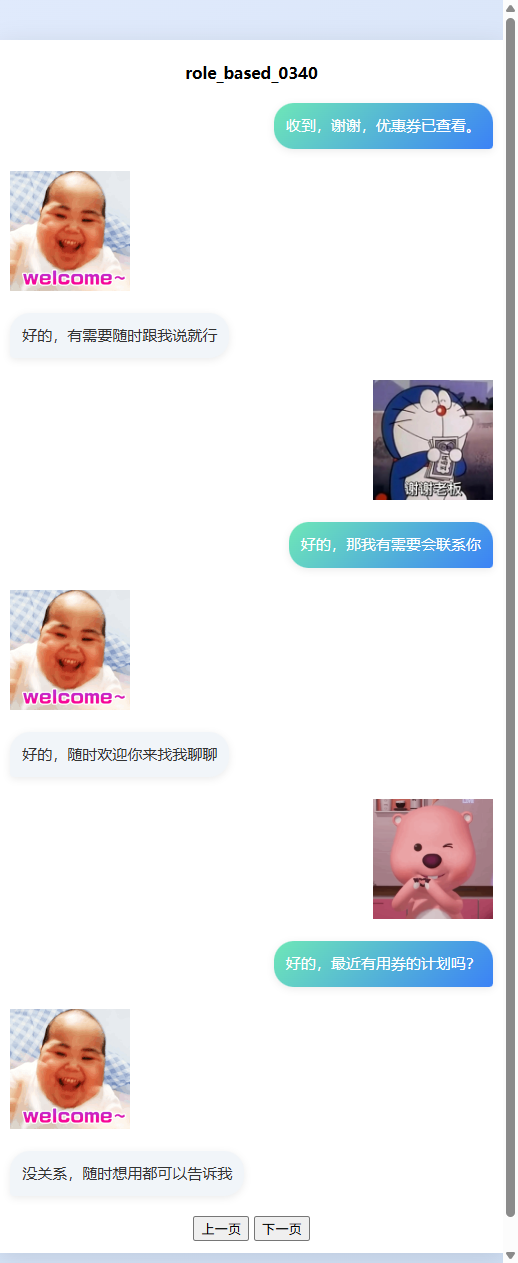 role_based_0340
收到，谢谢，优惠券已查看。
welcome~
好的，有需要随时跟我说就行
谢谢老板
好的，那我有需要会联系你
welcome~
好的，随时欢迎你来找我聊聊
好的，最近有用券的计划吗？
welcome~
没关系，随时想用都可以告诉我
上一页 下一页